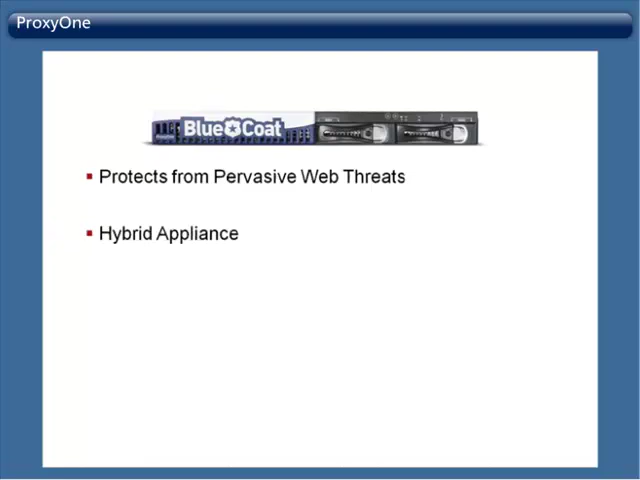 ProxyOne
Blue Coat
Protects from Pervasive Web Threats
Hybrid Appliance